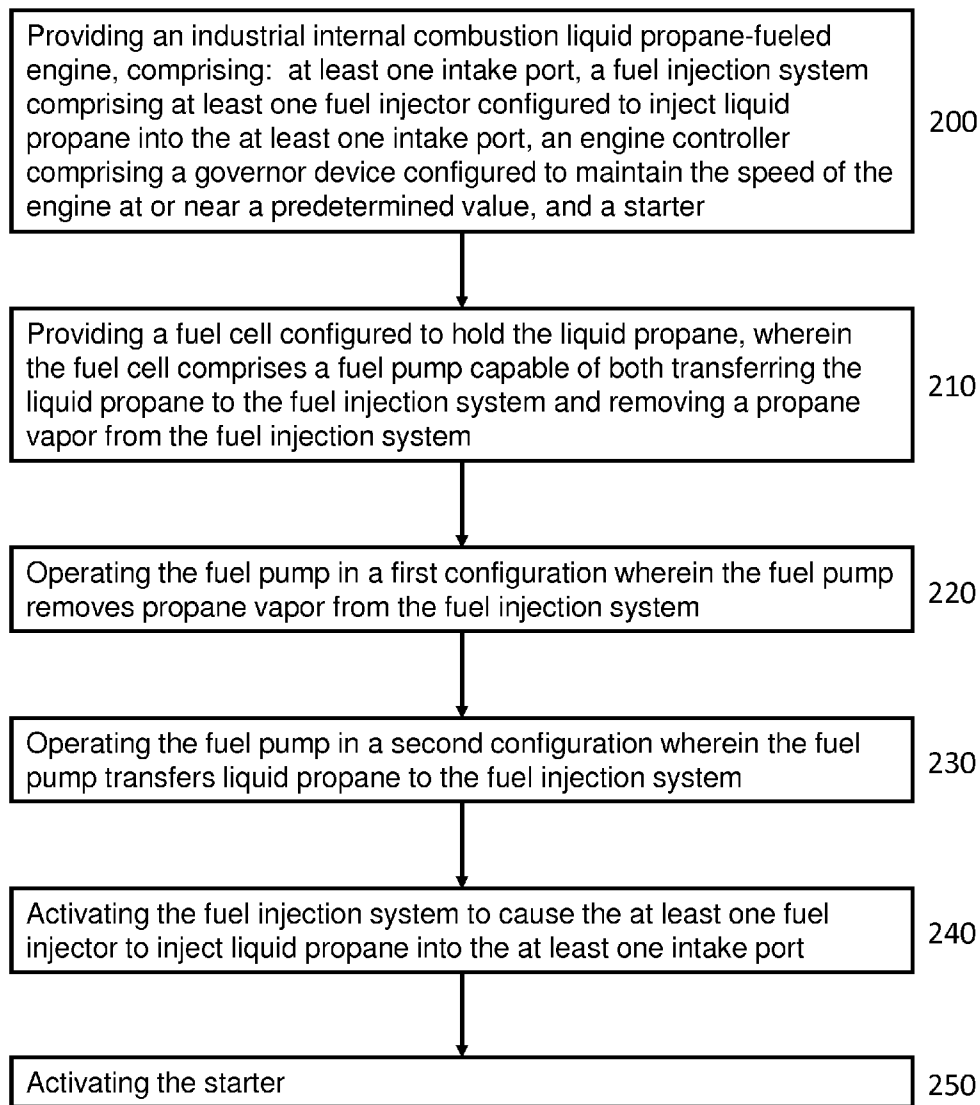 Providing an industrial internal combustion liquid propane-fueled
engine, comprising: at least one intake port, a fuel injection system
comprising at least one fuel injector configured to inject liquid
propane into the at least one intake port, an engine controller
comprising a governor device configured to maintain the speed of the
engine at or near a predetermined value, and a starter
200
Providing a fuel cell configured to hold the liquid propane, wherein
the fuel cell comprises a fuel pump capable of both transferring the
liquid propane to the fuel injection system and removing a propane
vapor from the fuel injection system
210
Operating the fuel pump in a first configuration wherein the fuel pump
removes propane vapor from the fuel injection system
220
Operating the fuel pump in a second configuration wherein the fuel
pump transfers liquid propane to the fuel injection system
230
Activating the fuel injection system to cause the at least one fuel
injector to inject liquid propane into the at least one intake port
240
Activating the starter
250